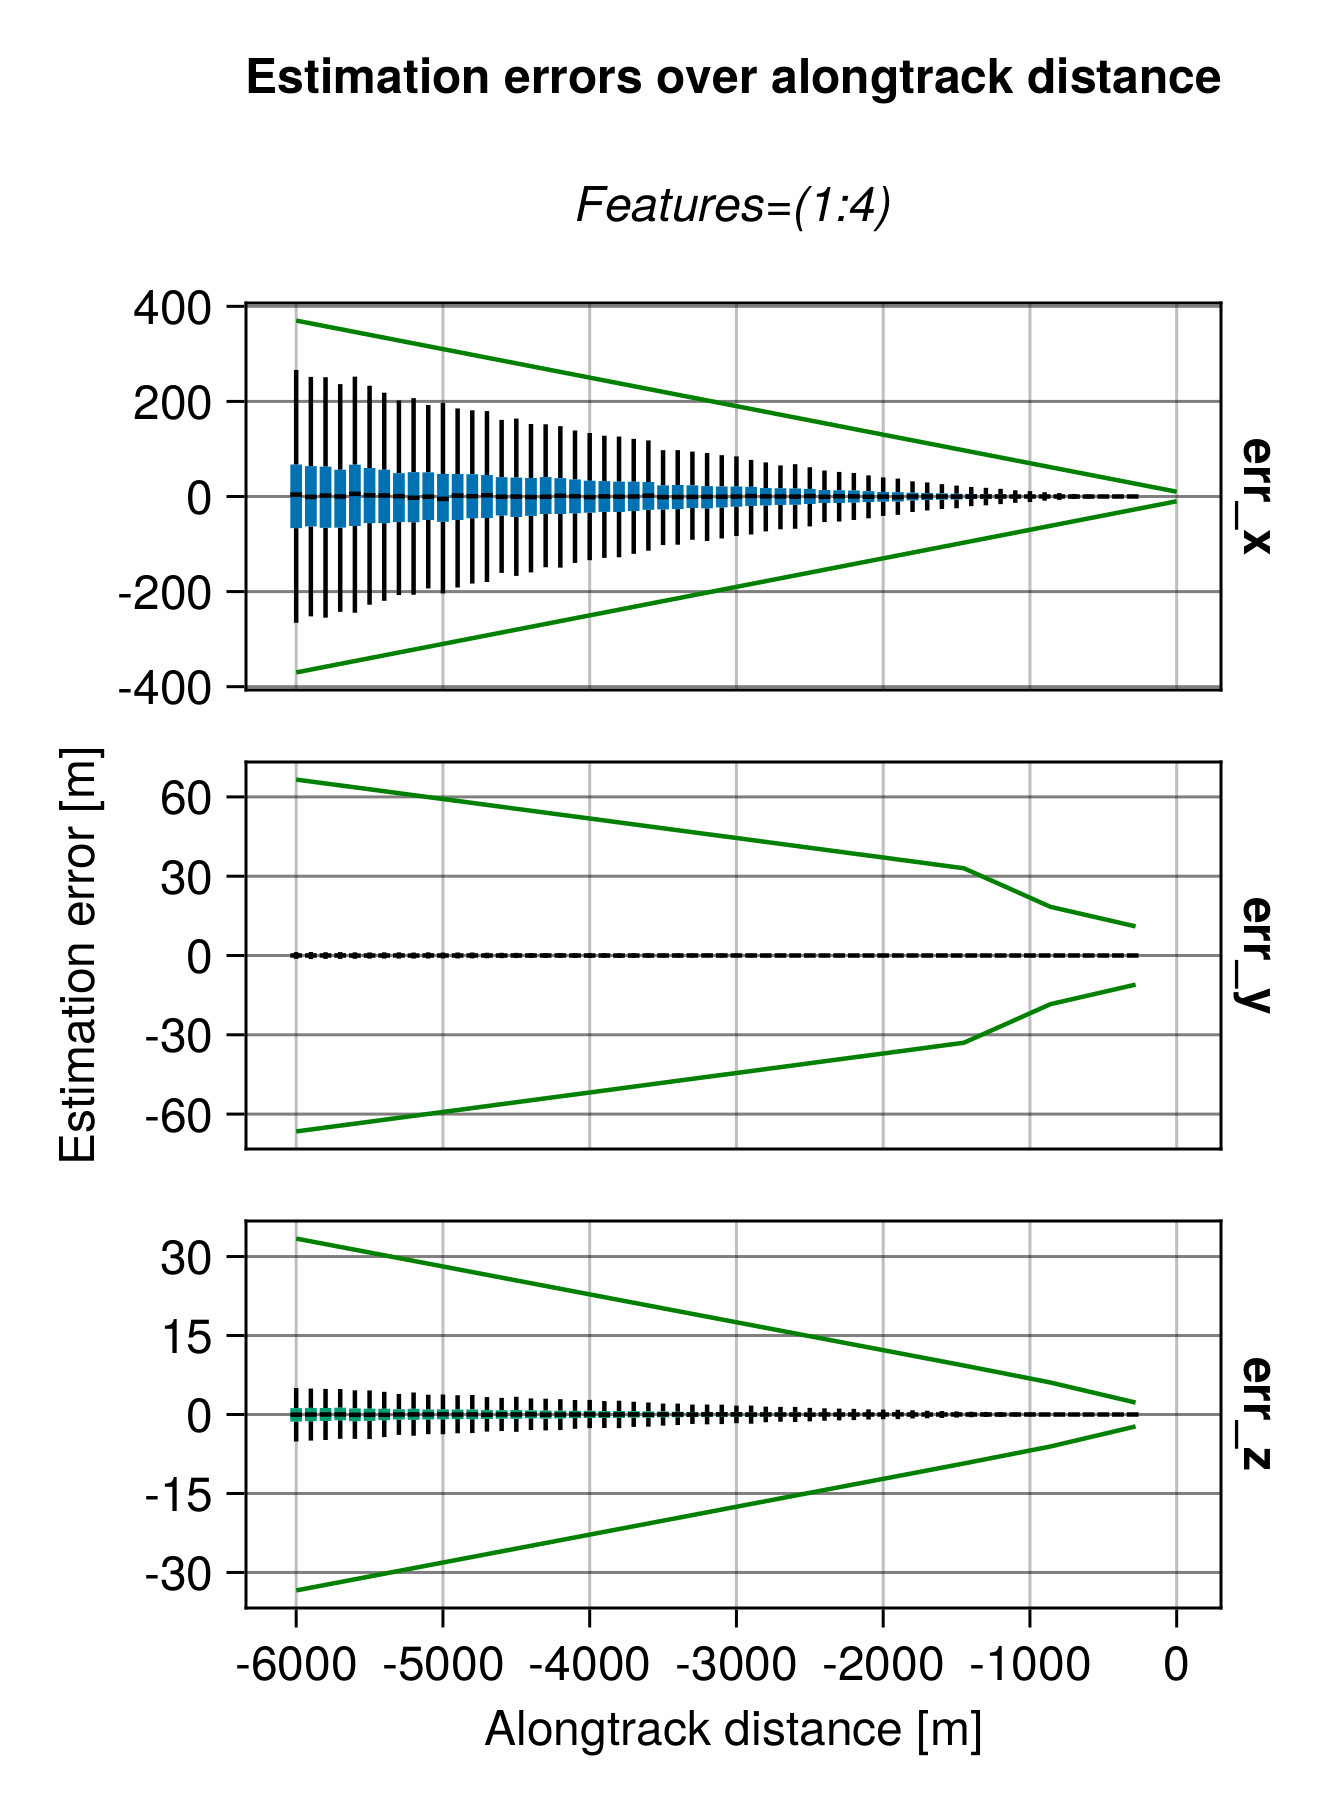 Estimation errors over alongtrack distance
Features=(1:4)
400
200
0
-200
-400
err_x
Estimation error [m]
60
30
0
-30
-60
err_y
30
15
0
-15
-30
err_z
-6000 -5000 -4000 -3000 -2000 -1000 0
Alongtrack distance [m]